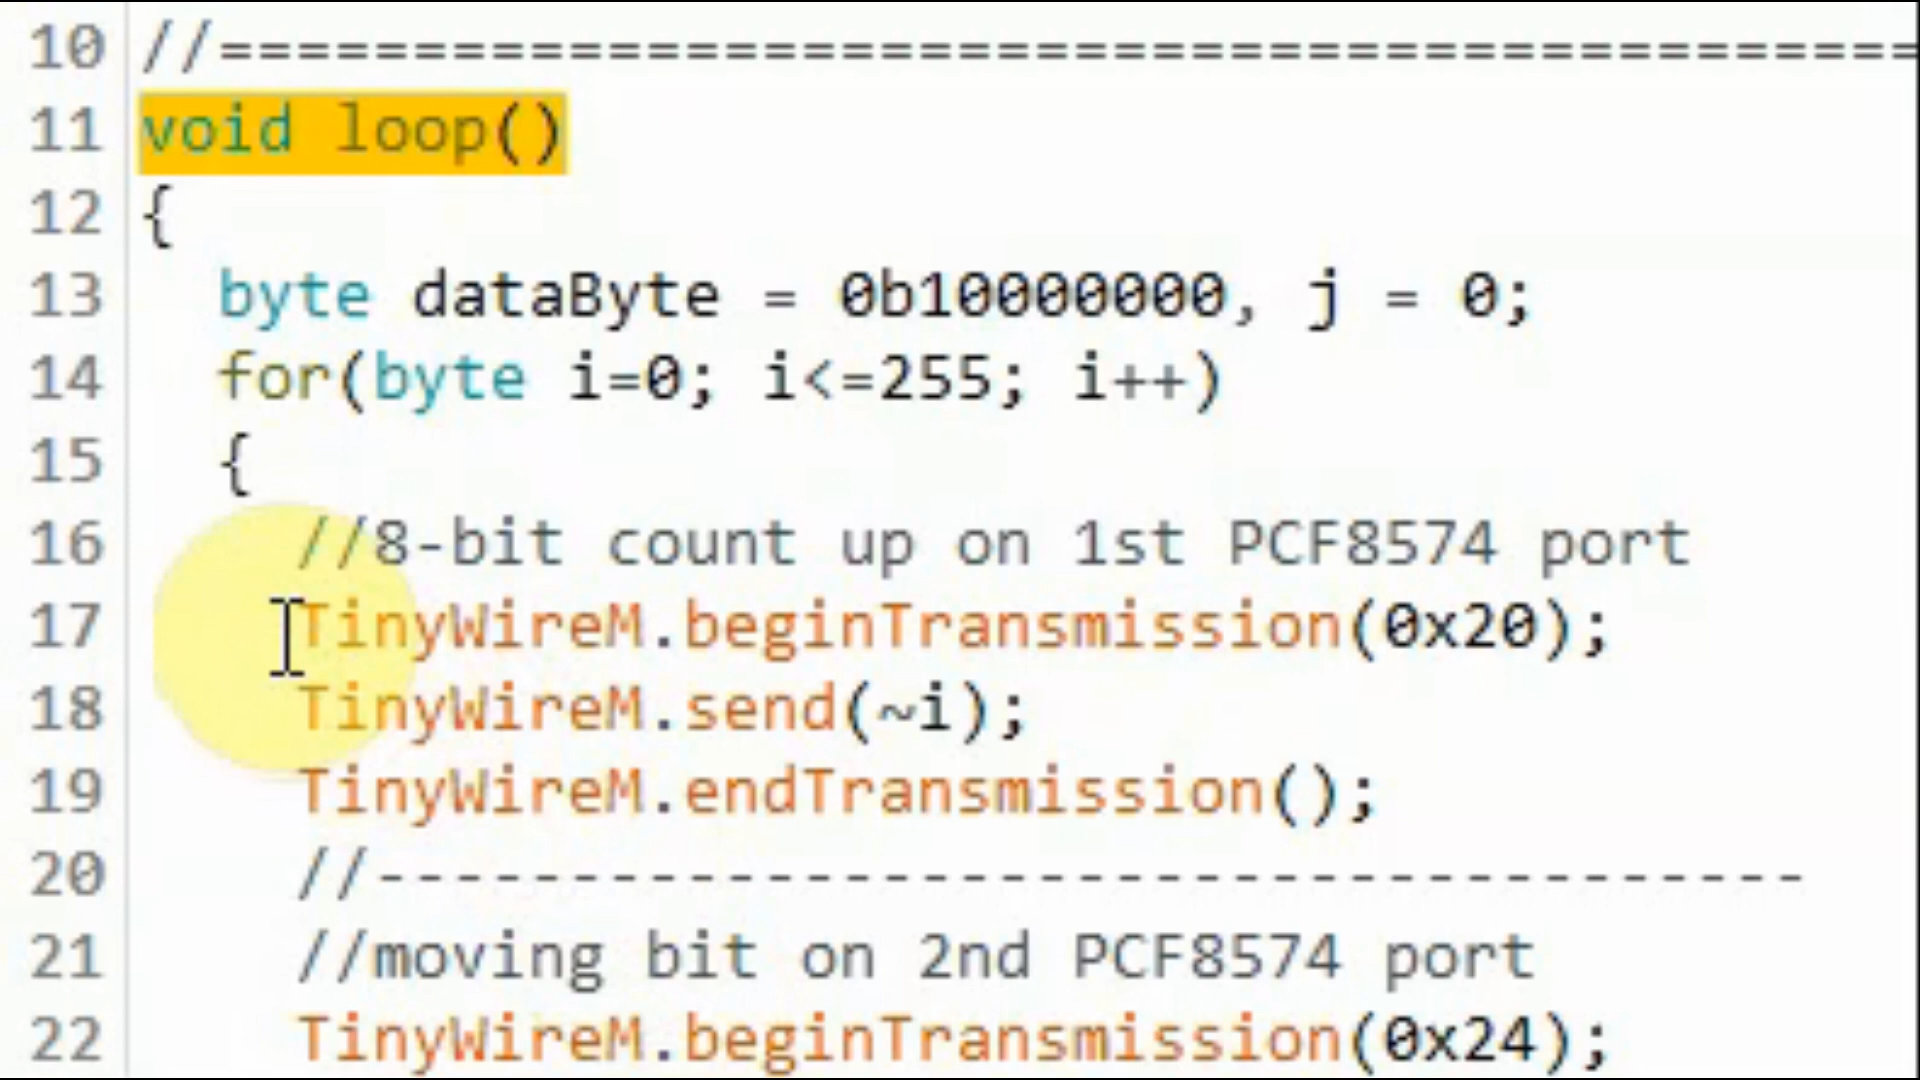 10 //============================================
11 void loop()
12 {
13 byte dataByte = 0b10000000, j = 0;
14 for(byte i=0; i<=255; i++)
15 {
16 //8-bit count up on 1st PCF8574 port
17 TinyWireM.beginTransmission(0x20);
18 TinyWireM.send(~i);
19 TinyWireM.endTransmission();
20 //-------------------------------------
21 //moving bit on 2nd PCF8574 port
22 TinyWireM.beginTransmission(0x24);